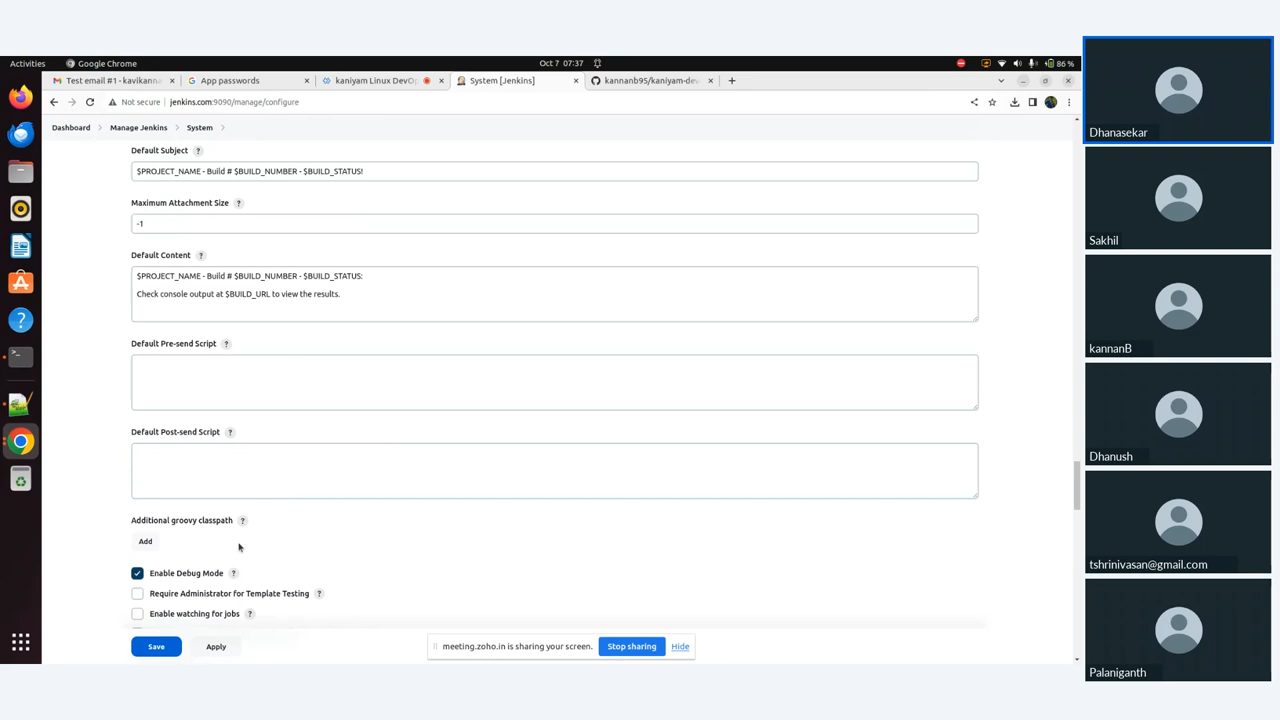 Activities
Google Chrome
Oct 7 07:37
86 %
Test email #1 - kavikann
App passwords
kaniyam Linux DevOp
System [Jenkins]
kannanb95/kaniyam-dev
Not secure
jenkins.com:9090/manage/configure
Dashboard
Manage Jenkins
System
Default Subject ?
$PROJECT_NAME - Build # $BUILD_NUMBER - $BUILD_STATUS!
Maximum Attachment Size ?
-1
Default Content ?
$PROJECT_NAME - Build # $BUILD_NUMBER - $BUILD_STATUS:
Check console output at $BUILD_URL to view the results.
Default Pre-send Script ?
Default Post-send Script ?
Additional groovy classpath ?
Add
Enable Debug Mode ?
Require Administrator for Template Testing ?
Enable watching for jobs ?
Save
Apply
meeting.zoho.in is sharing your screen.
Stop sharing
Hide
Dhanasekar
Sakhil
kannanB
Dhanush
tshrinivasan@gmail.com
Palaniganth